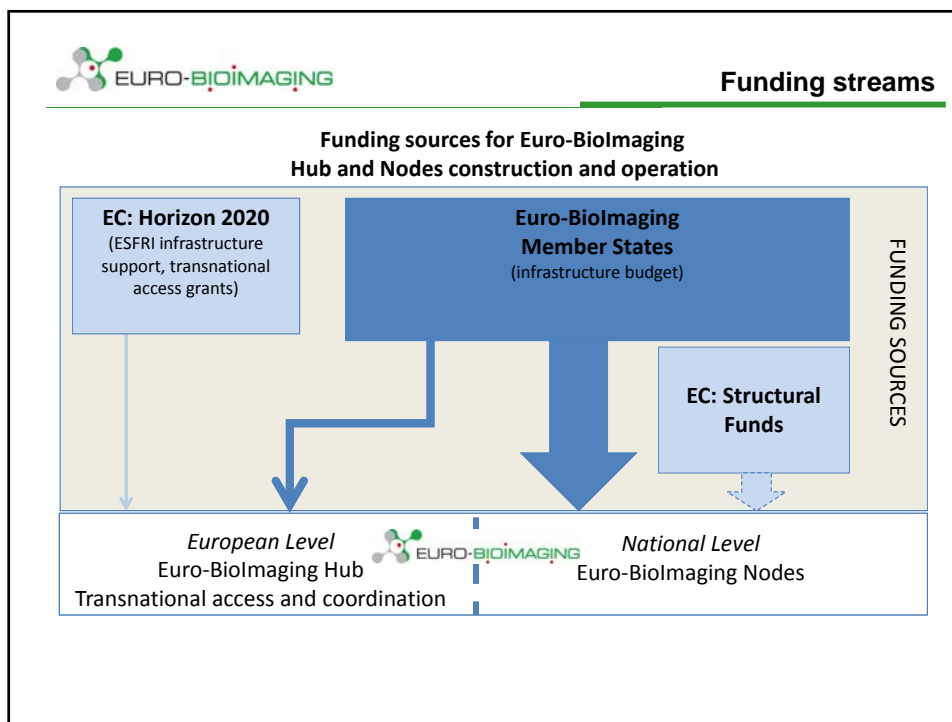 EURO-BIOIMAGING
Funding streams
Funding sources for Euro-BioImaging
Hub and Nodes construction and operation
EC: Horizon 2020
(ESFRI infrastructure
support, transnational
access grants)
Euro-BioImaging
Member States
(infrastructure budget)
FUNDING SOURCES
EC: Structural
Funds
European Level
Euro-BioImaging Hub
Transnational access and coordination
EURO-BIOIMAGING
National Level
Euro-BioImaging Nodes